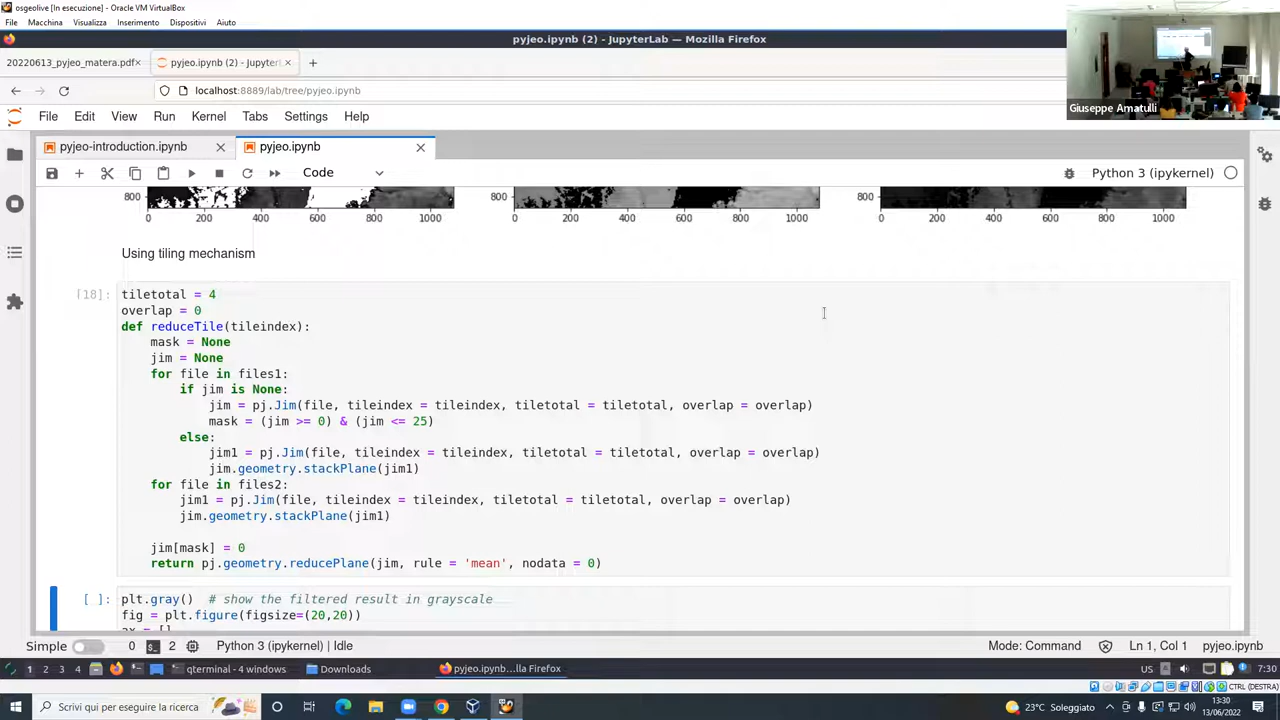 osgeolive [In esecuzione] - Oracle VM VirtualBox
File Macchina Visualizza Inserimento Dispositivi Aiuto
pyjeo.ipynb (2) - JupyterLab — Mozilla Firefox
20220613_pyjeo_matera.pdf
pyjeo.ipynb (2) - JupyterL
localhost:8889/lab/tree/pyjeo.ipynb
Giuseppe Amatulli
File Edit View Run Kernel Tabs Settings Help
pyjeo-introduction.ipynb
pyjeo.ipynb
Code
Python 3 (ipykernel)
800 800 800
0 200 400 600 800 1000 0 200 400 600 800 1000 0 200 400 600 800 1000
Using tiling mechanism
[18]:
tiletotal = 4
overlap = 0
def reduceTile(tileindex):
    mask = None
    jim = None
    for file in files1:
        if jim is None:
            jim = pj.Jim(file, tileindex = tileindex, tiletotal = tiletotal, overlap = overlap)
            mask = (jim >= 0) & (jim <= 25)
        else:
            jim1 = pj.Jim(file, tileindex = tileindex, tiletotal = tiletotal, overlap = overlap)
            jim.geometry.stackPlane(jim1)
    for file in files2:
        jim1 = pj.Jim(file, tileindex = tileindex, tiletotal = tiletotal, overlap = overlap)
        jim.geometry.stackPlane(jim1)
    jim[mask] = 0
    return pj.geometry.reducePlane(jim, rule = 'mean', nodata = 0)
[ ]:
plt.gray()  # show the filtered result in grayscale
fig = plt.figure(figsize=(20,20))
ax = []
Simple 0 2 Python 3 (ipykernel) | Idle
Mode: Command Ln 1, Col 1 pyjeo.ipynb
1 2 3 4 qterminal - 4 windows Downloads pyjeo.ipynb...lla Firefox US 7:30
CTRL (DESTRA)
Scrivi qui per eseguire la ricerca
23°C Soleggiato
13:30
13/06/2022